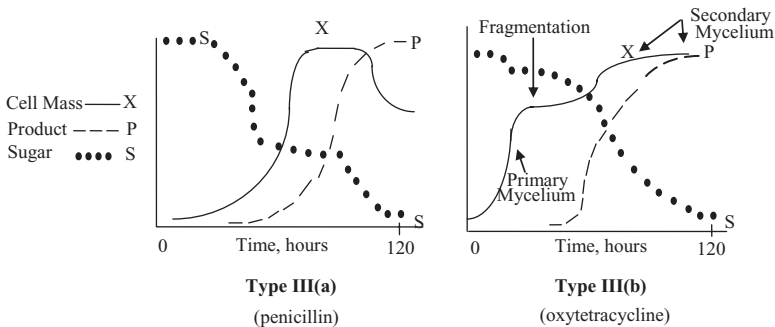 Cell Mass X
Product P
Sugar S
S
X
P
S
0
Time, hours
120
Type III(a)
(penicillin)
Fragmentation
Secondary
Mycelium
X
P
Primary
Mycelium
S
0
Time, hours
120
Type III(b)
(oxytetracycline)